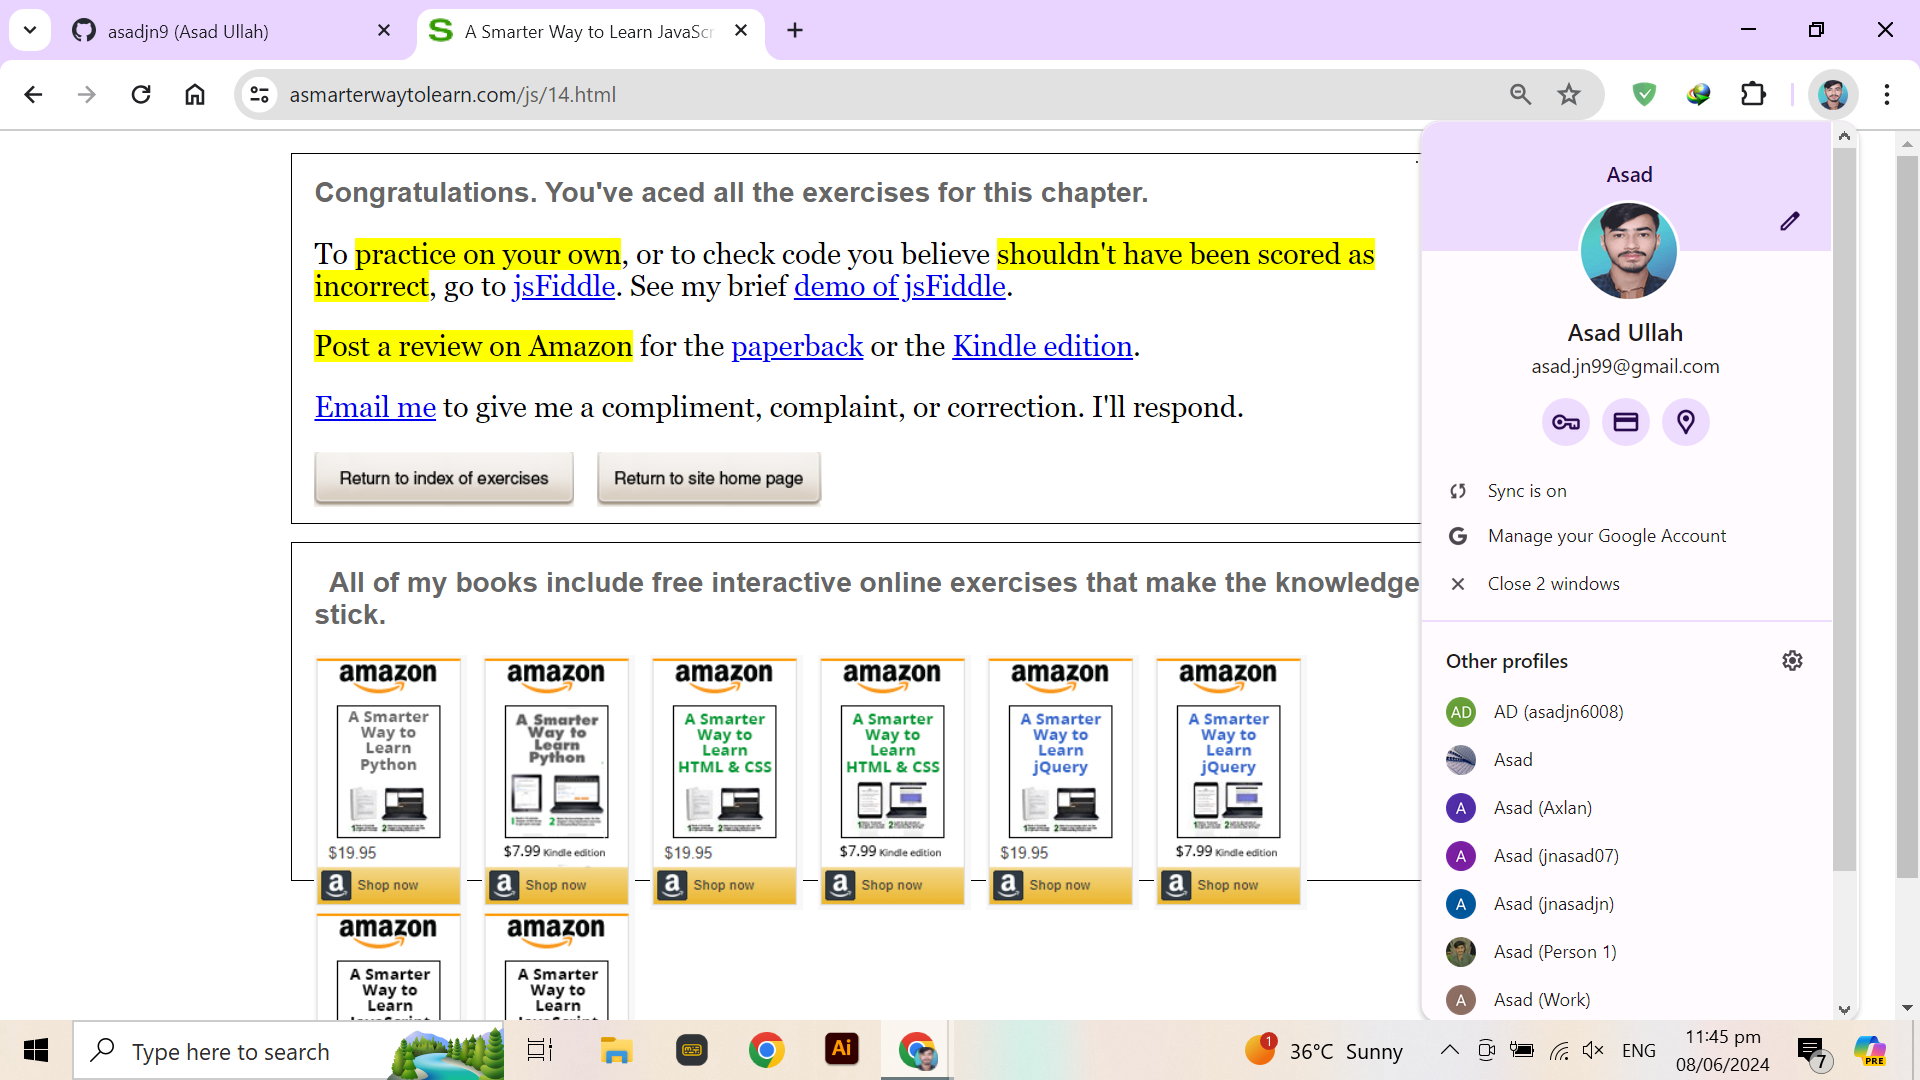 asadjn9 (Asad Ullah)
A Smarter Way to Learn JavaScr
asmarterwaytolearn.com/js/14.html
Congratulations. You've aced all the exercises for this chapter.
To practice on your own, or to check code you believe shouldn't have been scored as
incorrect, go to jsFiddle. See my brief demo of jsFiddle.
Post a review on Amazon for the paperback or the Kindle edition.
Email me to give me a compliment, complaint, or correction. I'll respond.
Return to index of exercises
Return to site home page
All of my books include free interactive online exercises that make the knowledge
stick.
amazon
A Smarter
Way to
Learn
Python
$19.95
Shop now
amazon
A Smarter
Way to
Learn
Python
$7.99 Kindle edition
Shop now
amazon
A Smarter
Way to
Learn
HTML & CSS
$19.95
Shop now
amazon
A Smarter
Way to
Learn
HTML & CSS
$7.99 Kindle edition
Shop now
amazon
A Smarter
Way to
Learn
jQuery
$19.95
Shop now
amazon
A Smarter
Way to
Learn
jQuery
$7.99 Kindle edition
Shop now
amazon
A Smarter
Way to
Learn
amazon
A Smarter
Way to
Learn
Asad
Asad Ullah
asad.jn99@gmail.com
Sync is on
Manage your Google Account
Close 2 windows
Other profiles
AD AD (asadjn6008)
Asad
A Asad (Axlan)
A Asad (jnasad07)
A Asad (jnasadjn)
Asad (Person 1)
A Asad (Work)
Type here to search
Ai
1
36°C Sunny
ENG
11:45 pm
08/06/2024
7
PRE